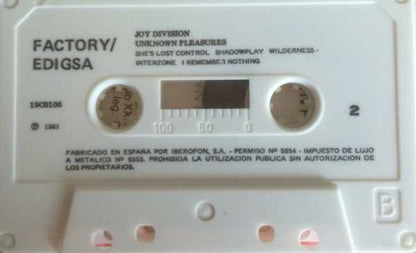 FACTORY/
EDIGSA
JOY DIVISION
UNKNOWN PLEASURES
SHE'S LOST CONTROL SHADOWPLAY WILDERNESS -
INTERZONE I REMEMBER NOTHING
19C0106
℗ 1981
100 50 0
2
FABRICADO EN ESPAÑA POR IBEROFON, S.A. - PERMISO Nº 5854 - IMPUESTO DE LUJO
A METALICO Nº 5503. PROHIBIDA LA UTILIZACION PUBLICA SIN AUTORIZACION DE
LOS PROPIETARIOS.
B